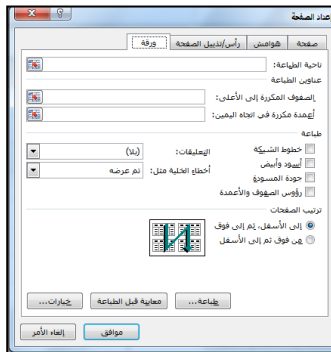 عداد الصفحة
صفحة هوامش رأس/تذييل الصفحة ورقة
ناحية الطباعة:
عناوين الطباعة
الصفوف المكررة إلى الأعلى:
أعمدة مكررة في اتجاه اليمين:
طباعة
خطوط الشبكة التعليقات: (بلا)
أسود وأبيض أخطاء الخلية مثل: تم عرضه
جودة المسودة
رؤوس الصفوف والأعمدة
ترتيب الصفحات
إلى الأسفل، ثم إلى فوق
من فوق ثم إلى الأسفل
طباعة... معاينة قبل الطباعة خيارات...
موافق إلغاء الأمر